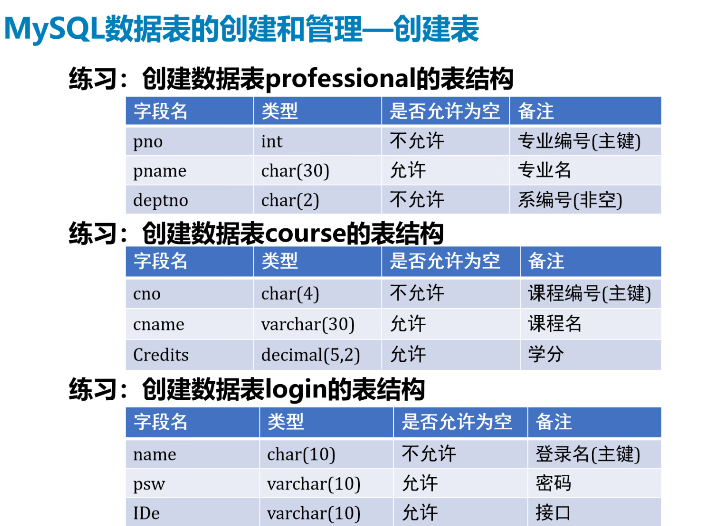 MySQL数据表的创建和管理—创建表
练习：创建数据表professional的表结构
字段名 类型 是否允许为空 备注
pno int 不允许 专业编号(主键)
pname char(30) 允许 专业名
deptno char(2) 不允许 系编号(非空)
练习：创建数据表course的表结构
字段名 类型 是否允许为空 备注
cno char(4) 不允许 课程编号(主键)
cname varchar(30) 允许 课程名
Credits decimal(5,2) 允许 学分
练习：创建数据表login的表结构
字段名 类型 是否允许为空 备注
name char(10) 不允许 登录名(主键)
psw varchar(10) 允许 密码
IDe varchar(10) 允许 接口